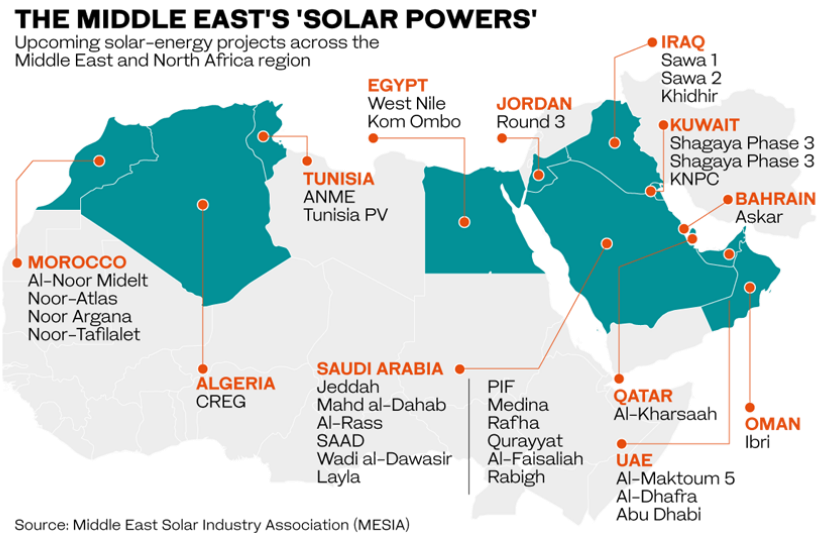 THE MIDDLE EAST'S 'SOLAR POWERS'
Upcoming solar-energy projects across the
Middle East and North Africa region
IRAQ
Sawa 1
Sawa 2
Khidhir
EGYPT
West Nile
Kom Ombo
JORDAN
Round 3
KUWAIT
Shagaya Phase 3
Shagaya Phase 3
KNPC
TUNISIA
ANME
Tunisia PV
BAHRAIN
Askar
MOROCCO
Al-Noor Midelt
Noor-Atlas
Noor Argana
Noor-Tafilalet
ALGERIA
CREG
SAUDI ARABIA
Jeddah
Mahd al-Dahab
Al-Rass
SAAD
Wadi al-Dawasir
Layla
PIF
Medina
Rafha
Qurayyat
Al-Faisaliah
Rabigh
QATAR
Al-Kharsaah
OMAN
Ibri
UAE
Al-Maktoum 5
Al-Dhafra
Abu Dhabi
Source: Middle East Solar Industry Association (MESIA)